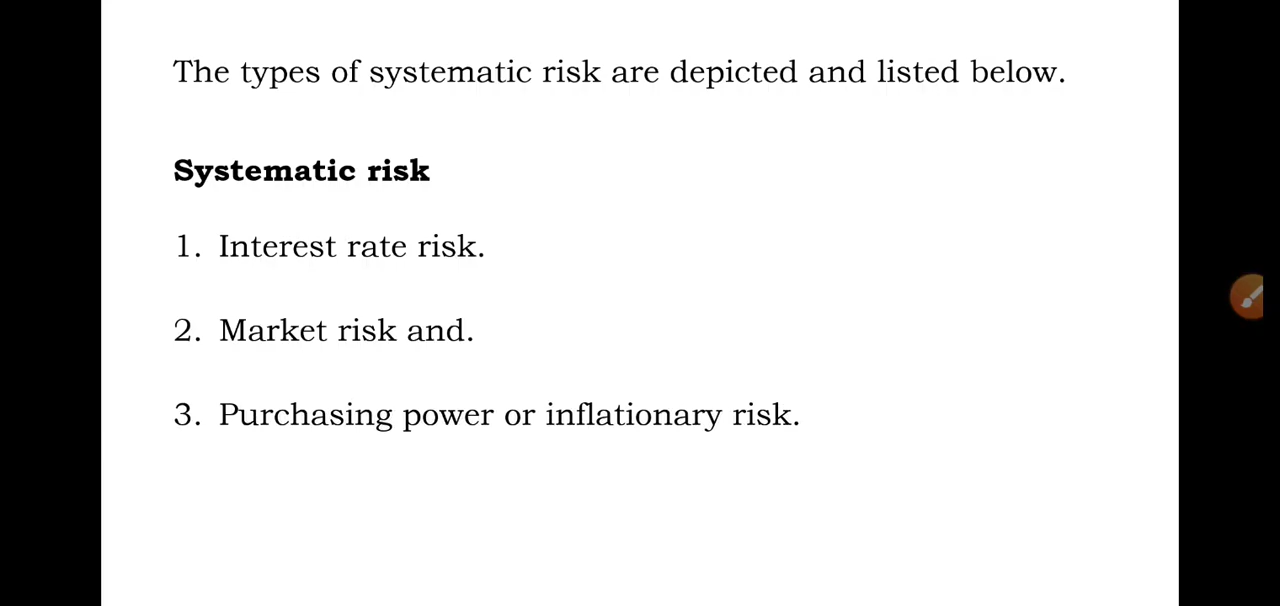 The types of systematic risk are depicted and listed below.
Systematic risk
1. Interest rate risk.
2. Market risk and.
3. Purchasing power or inflationary risk.